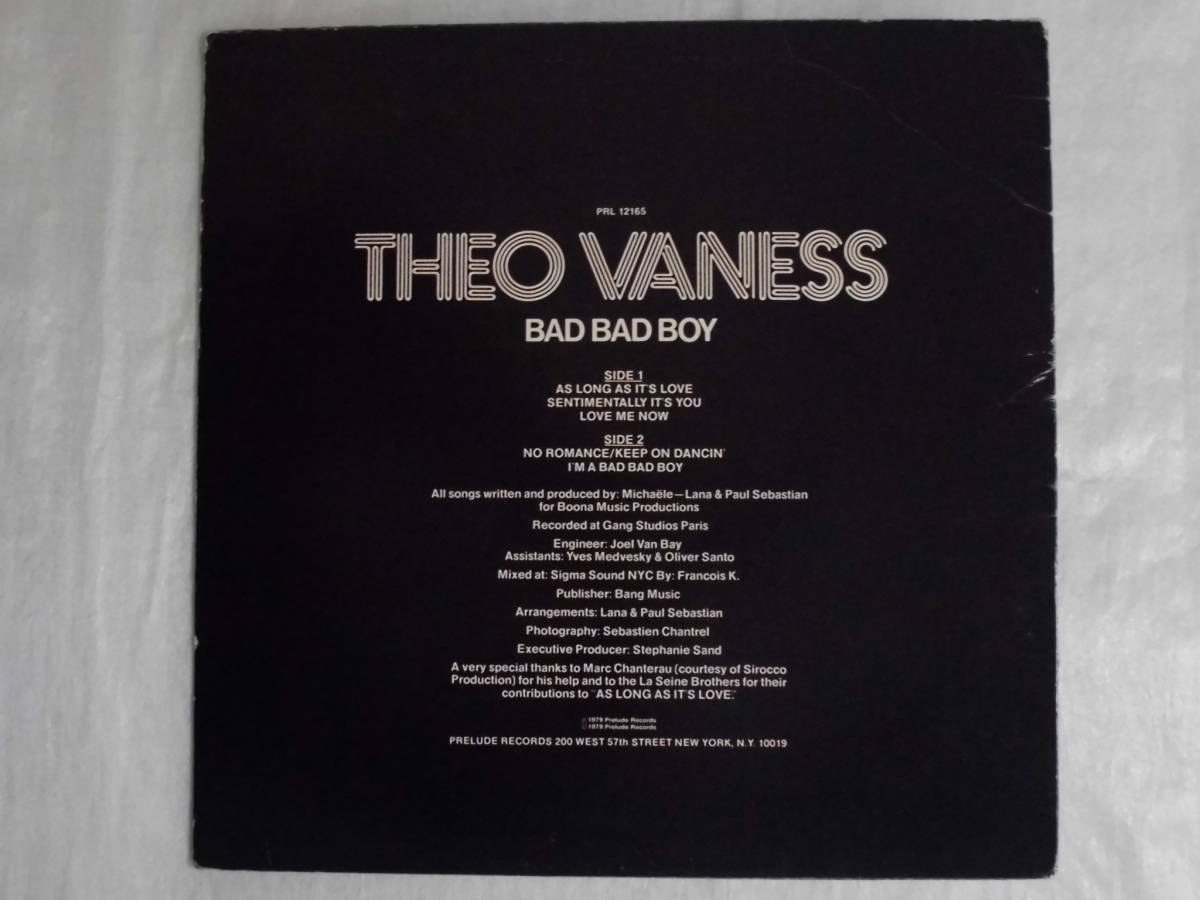 PRL 12165
THEO VANESS
BAD BAD BOY
SIDE 1
AS LONG AS IT'S LOVE
SENTIMENTALLY IT'S YOU
LOVE ME NOW
SIDE 2
NO ROMANCE/KEEP ON DANCIN'
I'M A BAD BAD BOY
All songs written and produced by: Michaële—Lana & Paul Sebastian
for Boona Music Productions
Recorded at Gang Studios Paris
Engineer: Joel Van Bay
Assistants: Yves Medvesky & Oliver Santo
Mixed at: Sigma Sound NYC By: Francois K.
Publisher: Bang Music
Arrangements: Lana & Paul Sebastian
Photography: Sebastien Chantrel
Executive Producer: Stephanie Sand
A very special thanks to Marc Chanterau (courtesy of Sirocco
Production) for his help and to the La Seine Brothers for their
contributions to "AS LONG AS IT'S LOVE."
1979 Prelude Records
1979 Prelude Records
PRELUDE RECORDS 200 WEST 57th STREET NEW YORK, N.Y. 10019